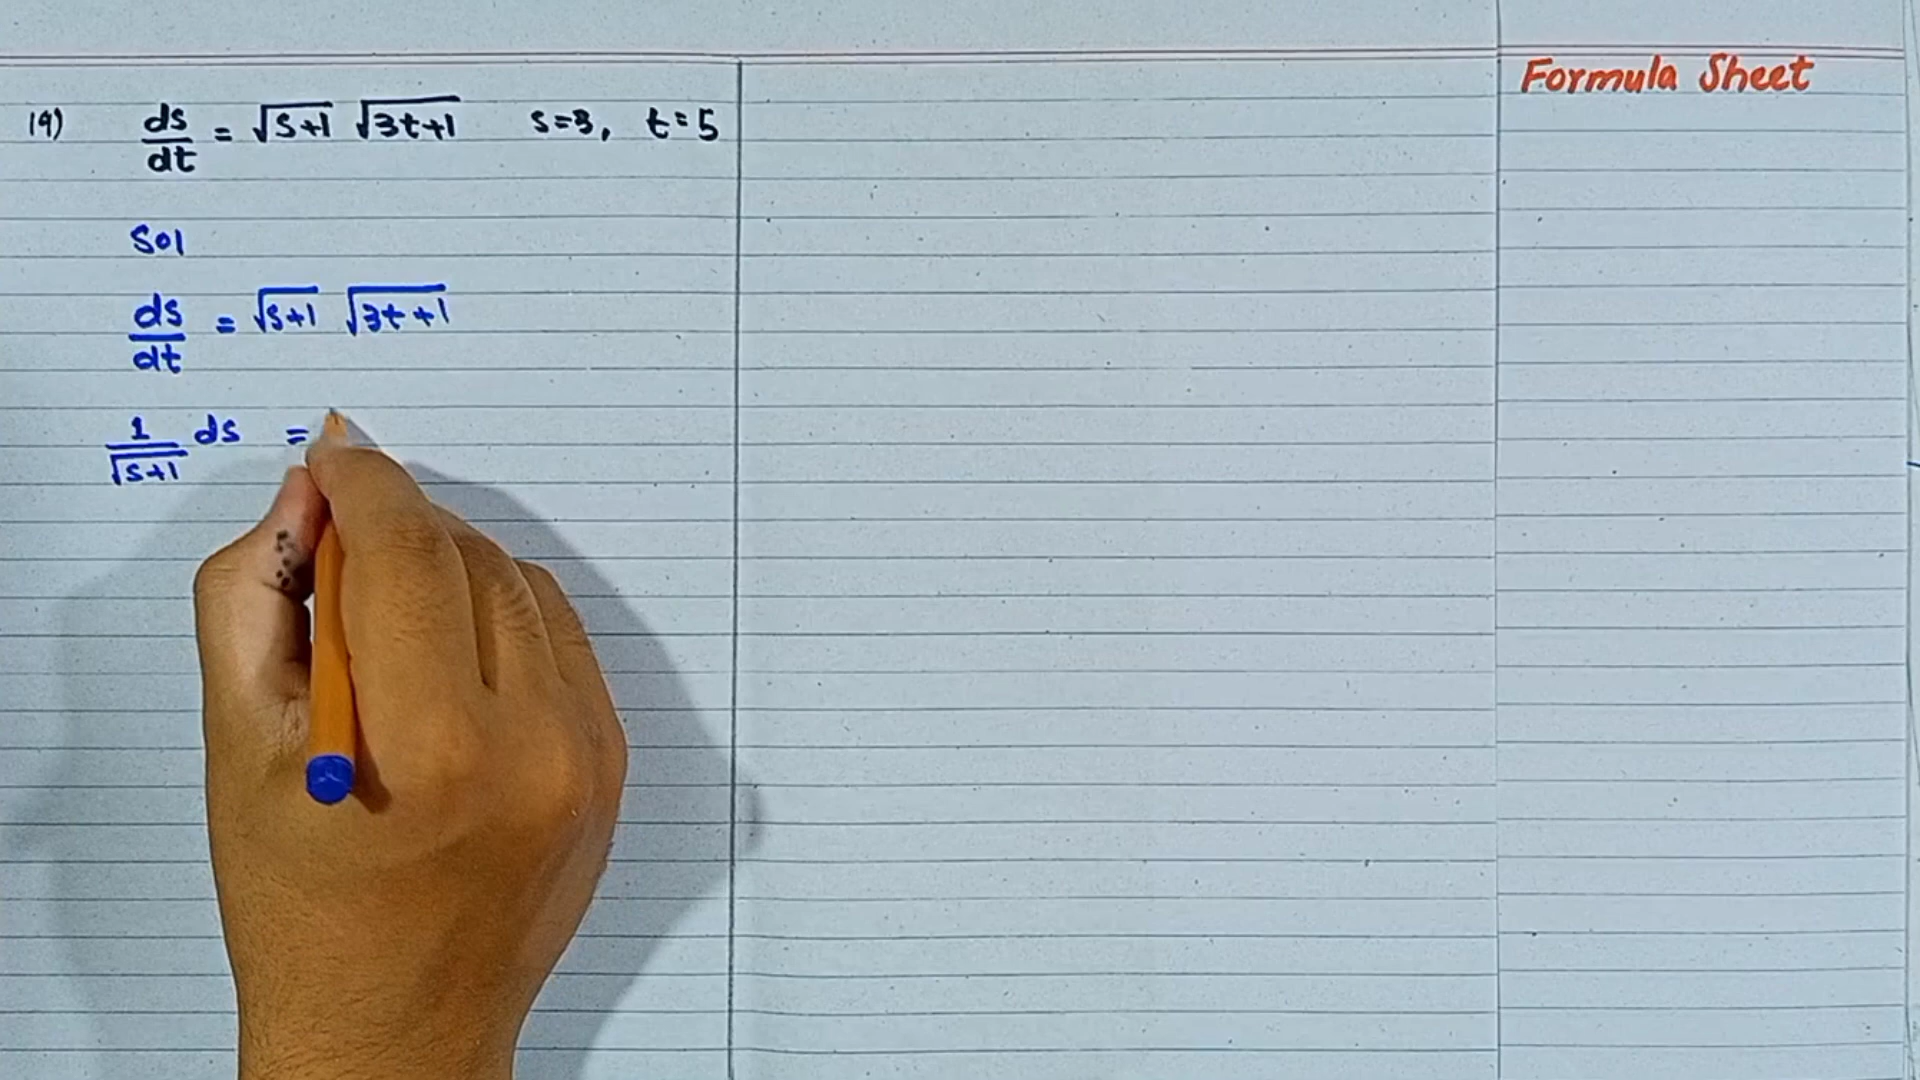 Formula Sheet
19) ds/dt = √s+1 √3t+1 s=3, t=5
Sol
ds/dt = √s+1 √3t+1
1/√s+1 ds =